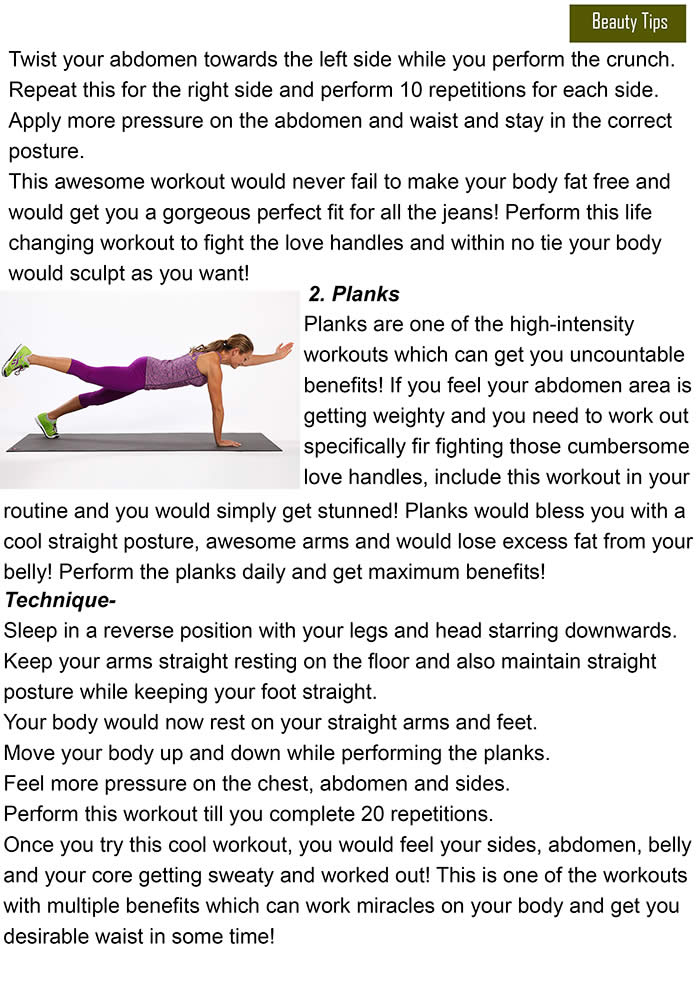 Beauty Tips
Twist your abdomen towards the left side while you perform the crunch.
Repeat this for the right side and perform 10 repetitions for each side.
Apply more pressure on the abdomen and waist and stay in the correct
posture.
This awesome workout would never fail to make your body fat free and
would get you a gorgeous perfect fit for all the jeans! Perform this life
changing workout to fight the love handles and within no tie your body
would sculpt as you want!
2. Planks
Planks are one of the high-intensity
workouts which can get you uncountable
benefits! If you feel your abdomen area is
getting weighty and you need to work out
specifically fir fighting those cumbersome
love handles, include this workout in your
routine and you would simply get stunned! Planks would bless you with a
cool straight posture, awesome arms and would lose excess fat from your
belly! Perform the planks daily and get maximum benefits!
Technique-
Sleep in a reverse position with your legs and head starring downwards.
Keep your arms straight resting on the floor and also maintain straight
posture while keeping your foot straight.
Your body would now rest on your straight arms and feet.
Move your body up and down while performing the planks.
Feel more pressure on the chest, abdomen and sides.
Perform this workout till you complete 20 repetitions.
Once you try this cool workout, you would feel your sides, abdomen, belly
and your core getting sweaty and worked out! This is one of the workouts
with multiple benefits which can work miracles on your body and get you
desirable waist in some time!